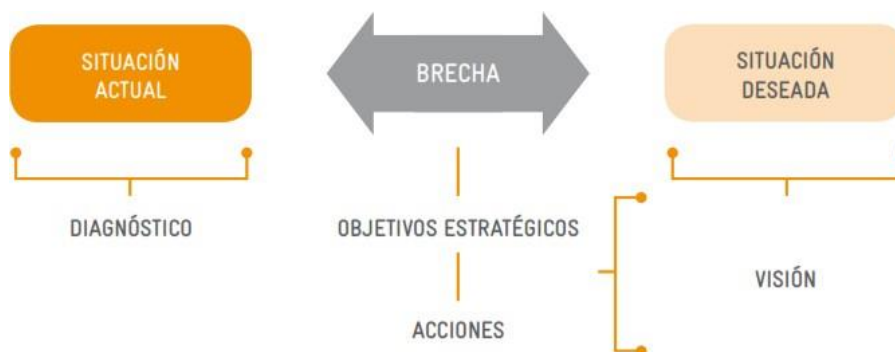 SITUACIÓN
ACTUAL
BRECHA
SITUACIÓN
DESEADA
DIAGNÓSTICO
OBJETIVOS ESTRATÉGICOS
VISIÓN
ACCIONES